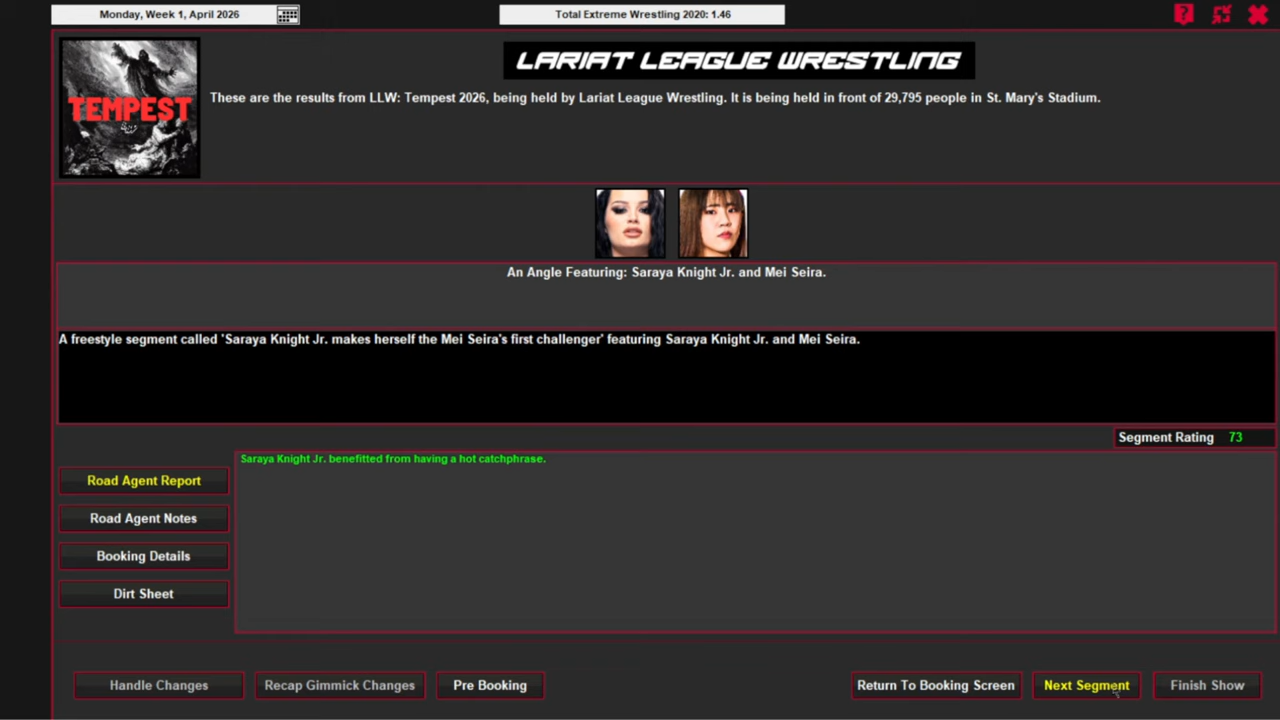 Monday, Week 1, April 2026
Total Extreme Wrestling 2020: 1.46
LARIAT LEAGUE WRESTLING
TEMPEST
These are the results from LLW: Tempest 2026, being held by Lariat League Wrestling. It is being held in front of 29,795 people in St. Mary's Stadium.
An Angle Featuring: Saraya Knight Jr. and Mei Seira.
A freestyle segment called 'Saraya Knight Jr. makes herself the Mei Seira's first challenger' featuring Saraya Knight Jr. and Mei Seira.
Segment Rating 73
Saraya Knight Jr. benefitted from having a hot catchphrase.
Road Agent Report
Road Agent Notes
Booking Details
Dirt Sheet
Handle Changes
Recap Gimmick Changes
Pre Booking
Return To Booking Screen
Next Segment
Finish Show